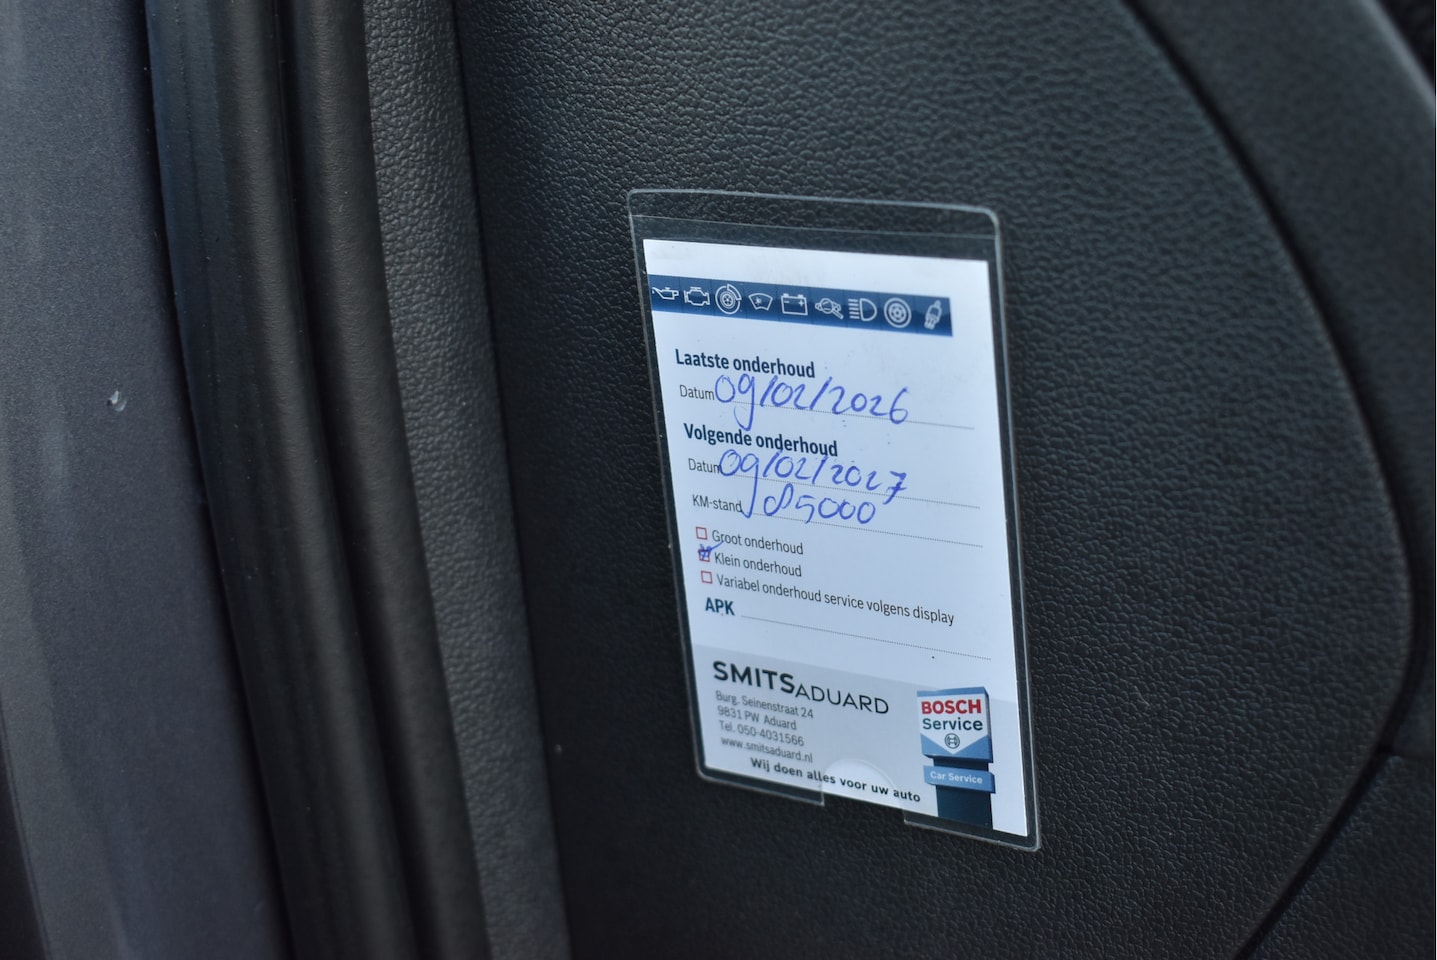 Laatste onderhoud
Datum 09/02/2026
Volgende onderhoud
Datum 09/02/2027
KM-stand 85000
Groot onderhoud
Klein onderhoud
Variabel onderhoud service volgens display
APK
SMITSADUARD
Burg. Seinenstraat 24
9831 PW Aduard
Tel. 050-4031566
www.smitsaduard.nl
Wij doen alles voor uw auto
BOSCH
Service
Car Service